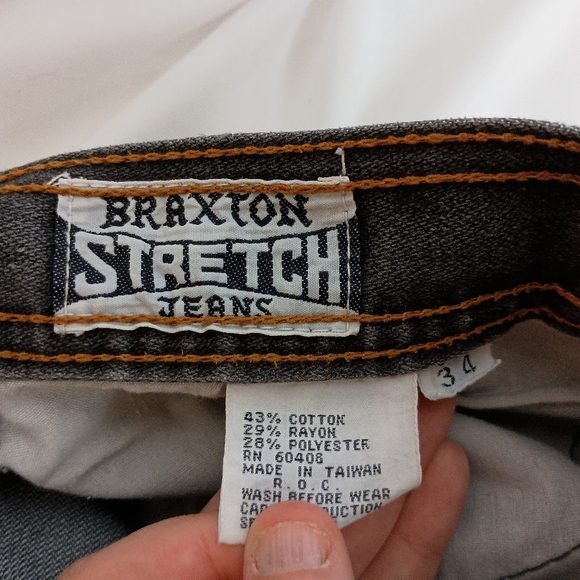 BRAXTON
STRETCH
JEANS
34
43% COTTON
29% RAYON
28% POLYESTER
RN 60408
MADE IN TAIWAN
R.O.C.
WASH BEFORE WEAR